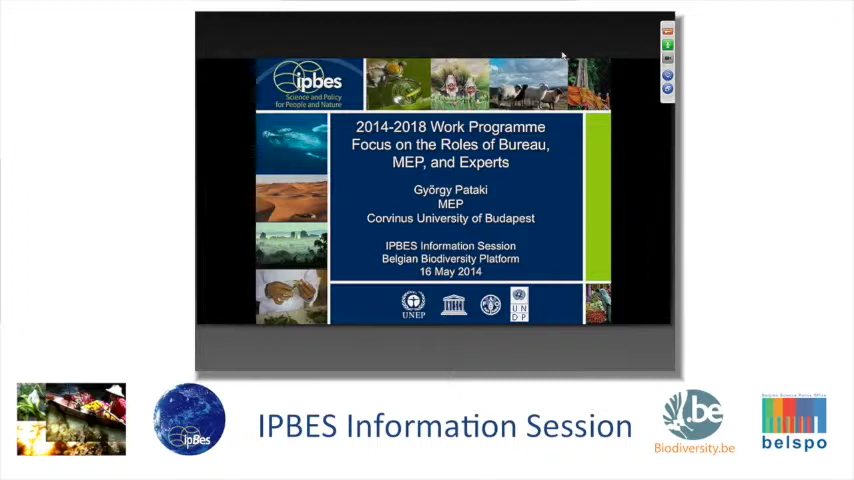 ipbes
Science and Policy
for People and Nature
2014-2018 Work Programme
Focus on the Roles of Bureau,
MEP, and Experts
György Pataki
MEP
Corvinus University of Budapest
IPBES Information Session
Belgian Biodiversity Platform
16 May 2014
UNEP
UN
DP
ipbes
IPBES Information Session
.be
Biodiversity.be
belspo